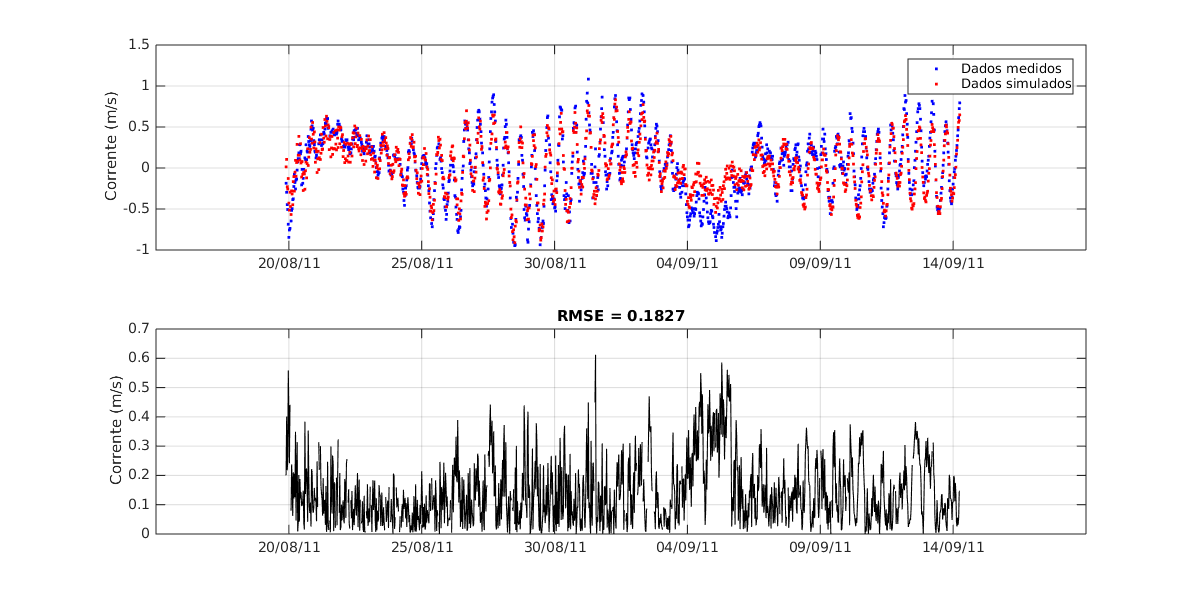 1.5
1
0.5
0
-0.5
-1
Corrente (m/s)
Dados medidos
Dados simulados
20/08/11 25/08/11 30/08/11 04/09/11 09/09/11 14/09/11
RMSE = 0.1827
0.7
0.6
0.5
0.4
0.3
0.2
0.1
0
Corrente (m/s)
20/08/11 25/08/11 30/08/11 04/09/11 09/09/11 14/09/11